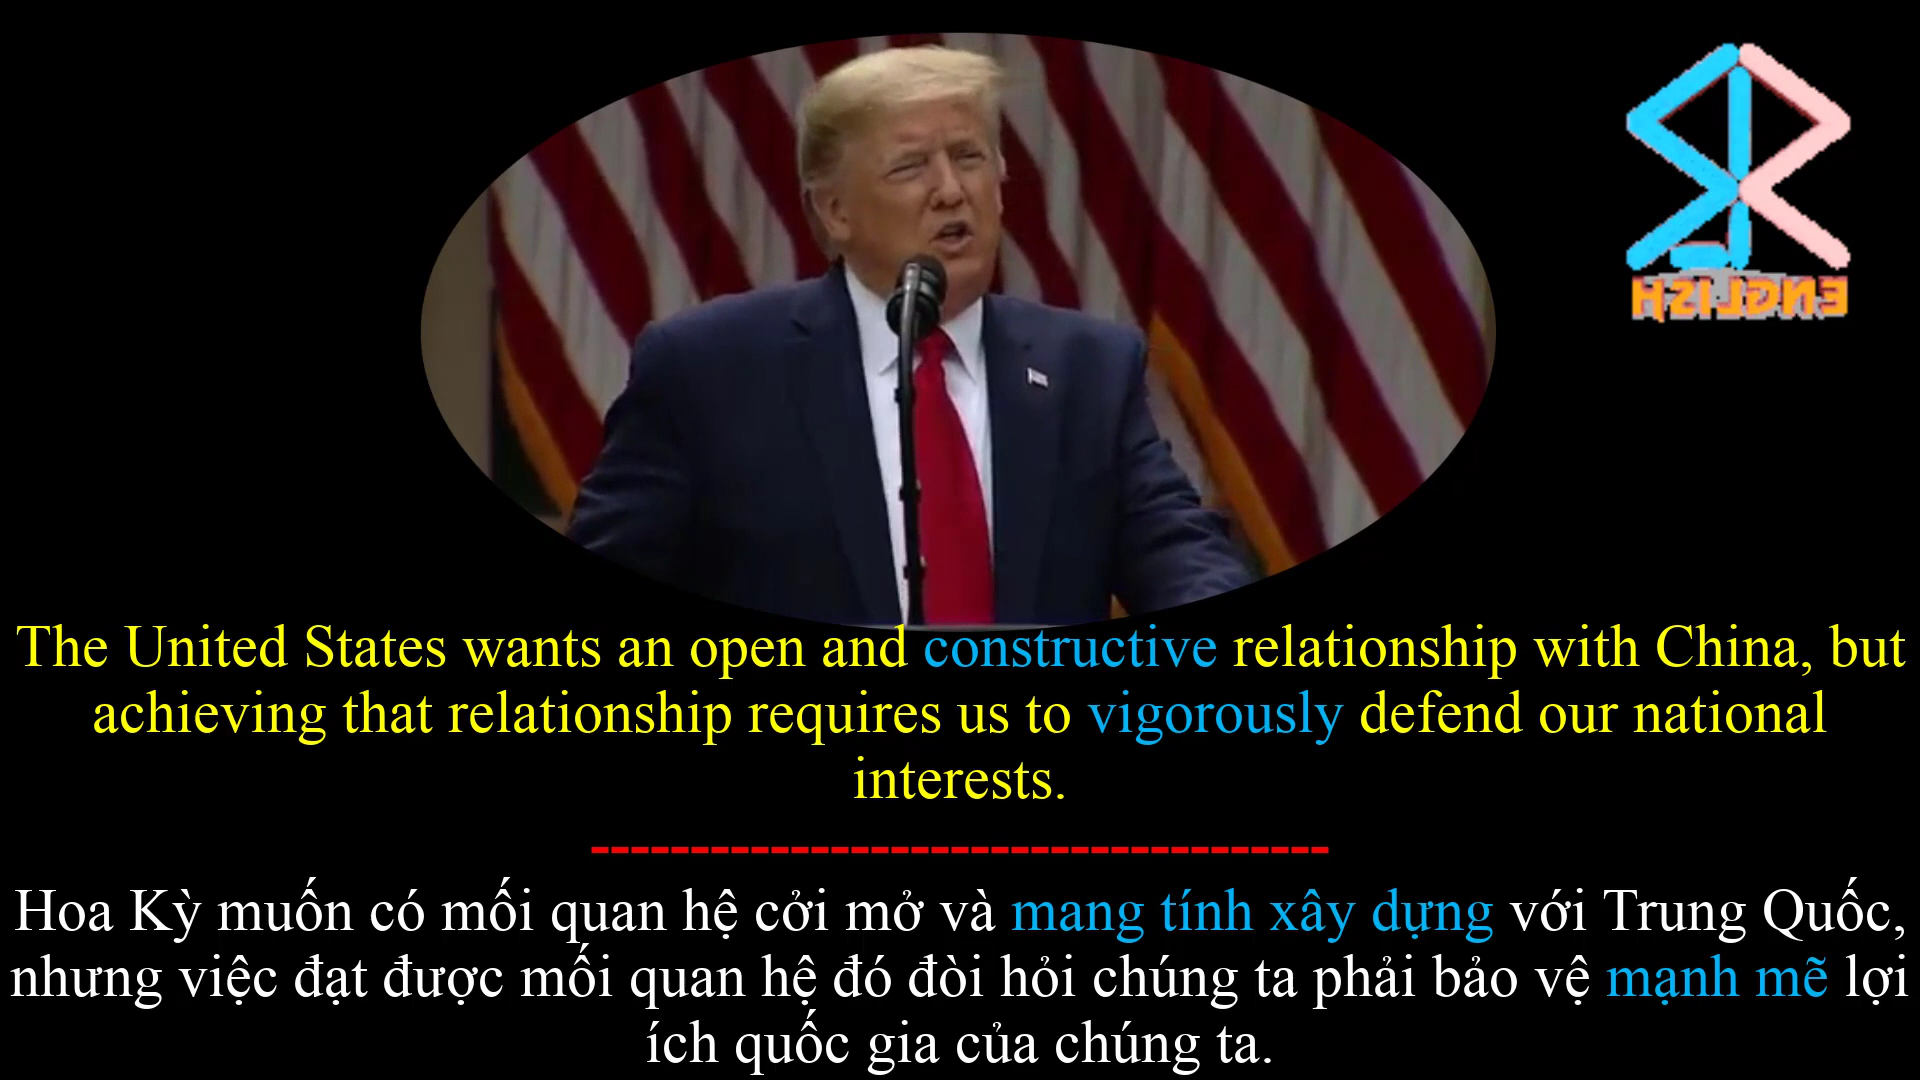 ENGLISH
The United States wants an open and constructive relationship with China, but
achieving that relationship requires us to vigorously defend our national
interests.
-------------------------------------
Hoa Kỳ muốn có mối quan hệ cởi mở và mang tính xây dựng với Trung Quốc,
nhưng việc đạt được mối quan hệ đó đòi hỏi chúng ta phải bảo vệ mạnh mẽ lợi
ích quốc gia của chúng ta.